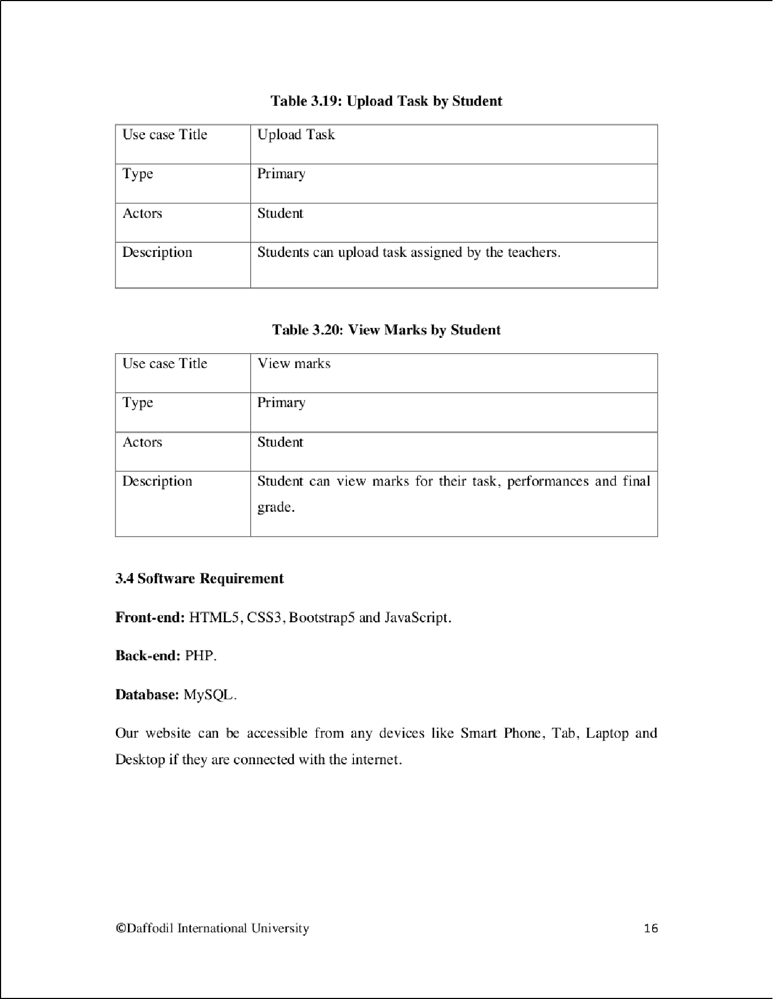 Table 3.19: Upload Task by Student
Use case Title Upload Task
Type Primary
Actors Student
Description Students can upload task assigned by the teachers.
Table 3.20: View Marks by Student
Use case Title View marks
Type Primary
Actors Student
Description Student can view marks for their task, performances and final
grade.
3.4 Software Requirement
Front-end: HTML5, CSS3, Bootstrap5 and JavaScript.
Back-end: PHP.
Database: MySQL.
Our website can be accessible from any devices like Smart Phone, Tab, Laptop and
Desktop if they are connected with the internet.
©Daffodil International University 16